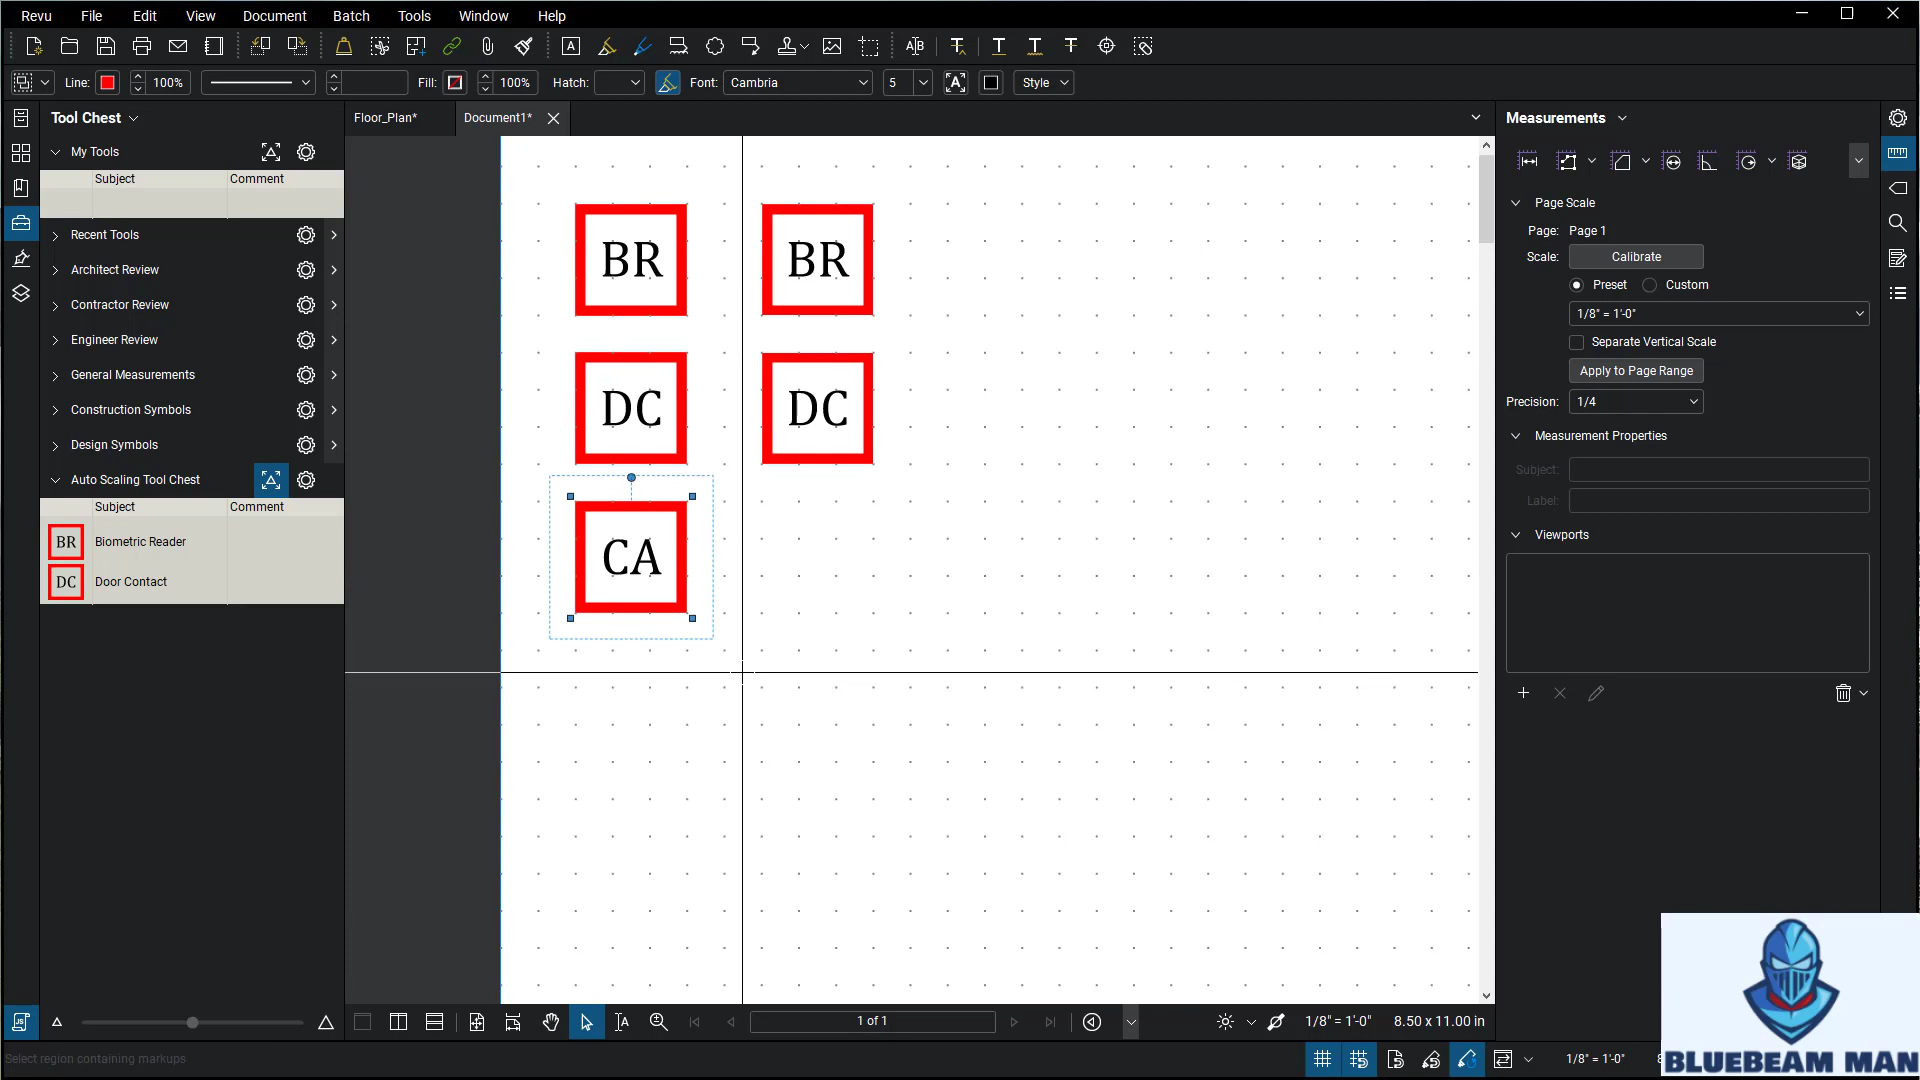 Revu File Edit View Document Batch Tools Window Help
Line: 100% Fill: 100% Hatch: Font: Cambria 5 Style
Tool Chest
Floor_Plan* Document1*
Measurements
My Tools
Subject Comment
Recent Tools
Architect Review
Contractor Review
Engineer Review
General Measurements
Construction Symbols
Design Symbols
Auto Scaling Tool Chest
Subject Comment
BR Biometric Reader
DC Door Contact
BR BR
DC DC
CA
Page Scale
Page: Page 1
Scale: Calibrate
Preset Custom
1/8" = 1'-0"
Separate Vertical Scale
Apply to Page Range
Precision: 1/4
Measurement Properties
Subject:
Label:
Viewports
1 of 1
1/8" = 1'-0" 8.50 x 11.00 in
Select region containing markups
1/8" = 1'-0"
BLUEBEAM MAN